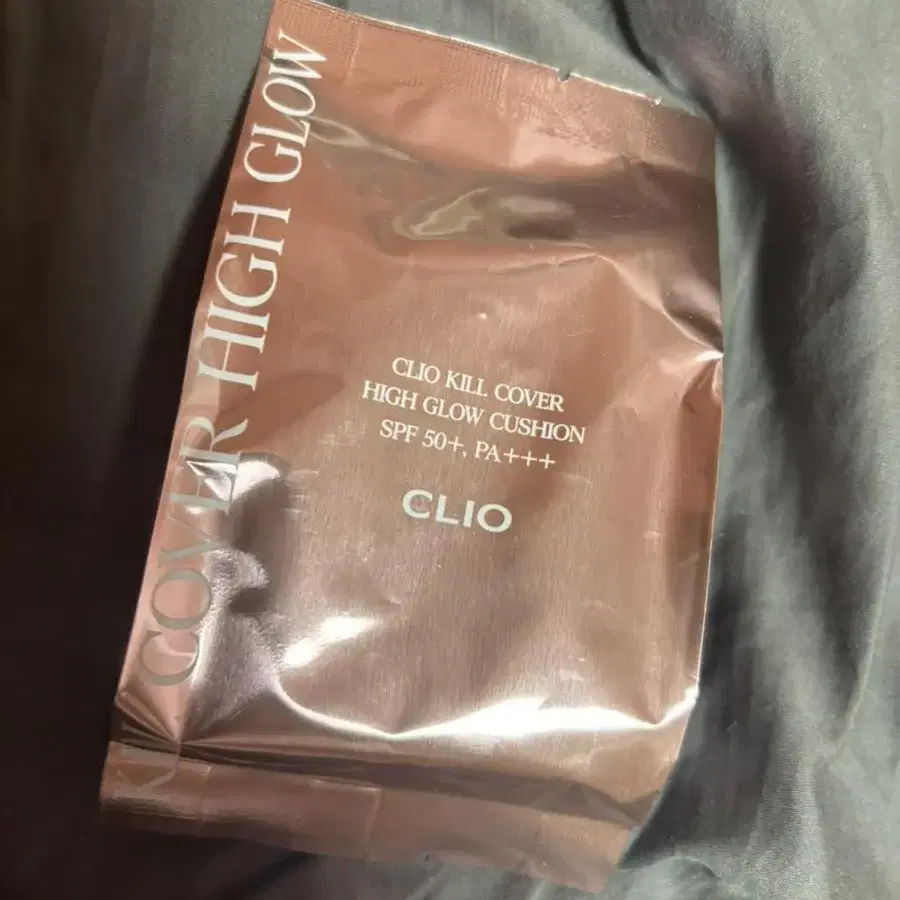 COVER HIGH GLOW
CLIO KILL COVER
HIGH GLOW CUSHION
SPF 50+, PA+++
CLIO